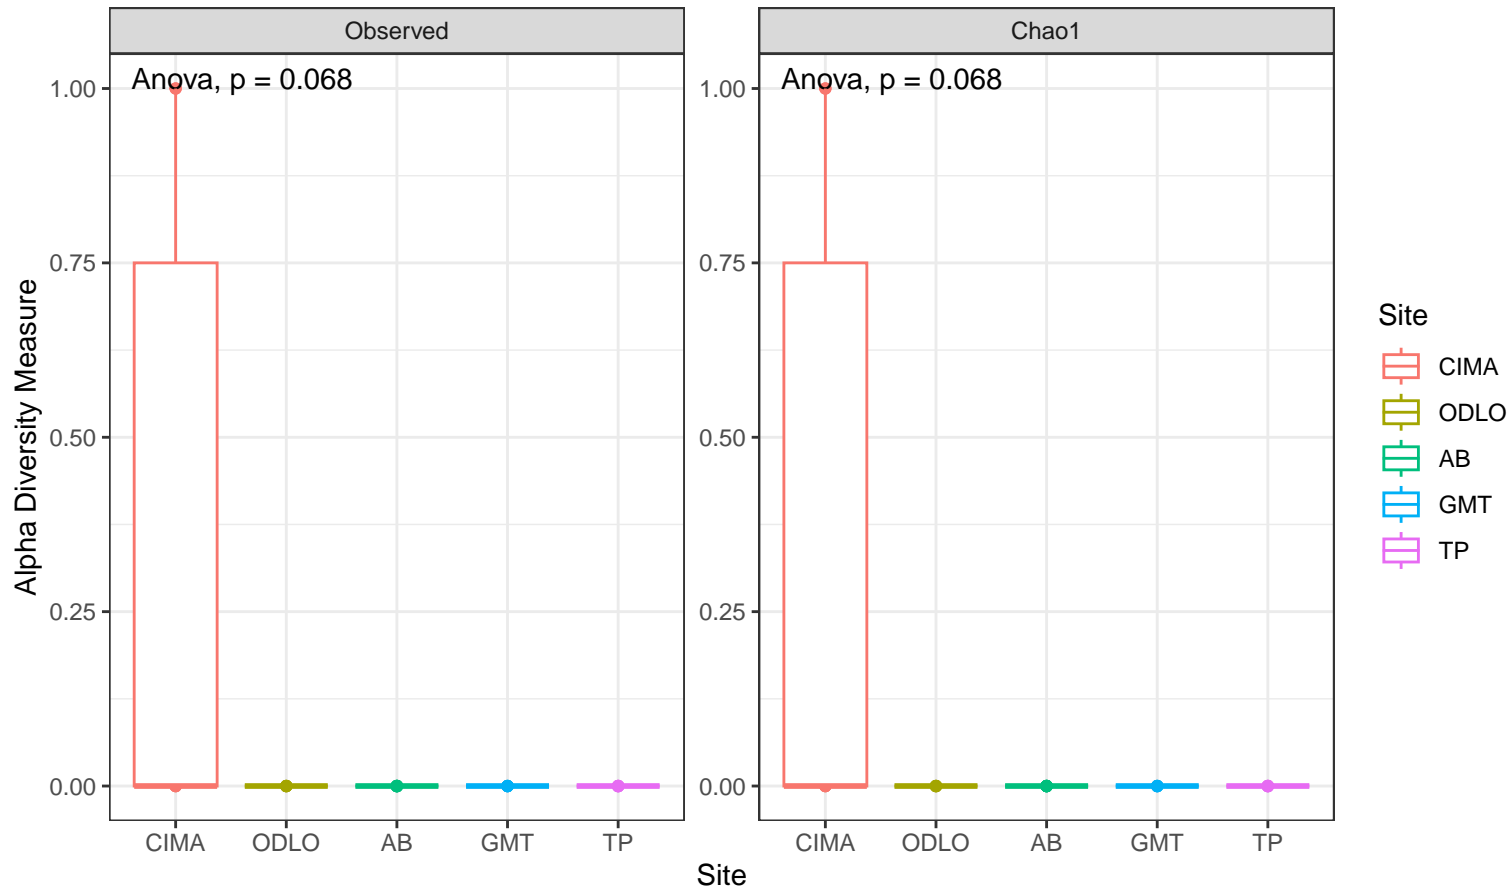 Observed
Chao1
Anova, p = 0.068
Anova, p = 0.068
Alpha Diversity Measure
1.00
0.75
0.50
0.25
0.00
1.00
0.75
0.50
0.25
0.00
CIMA ODLO AB GMT TP
CIMA ODLO AB GMT TP
Site
Site
CIMA
ODLO
AB
GMT
TP